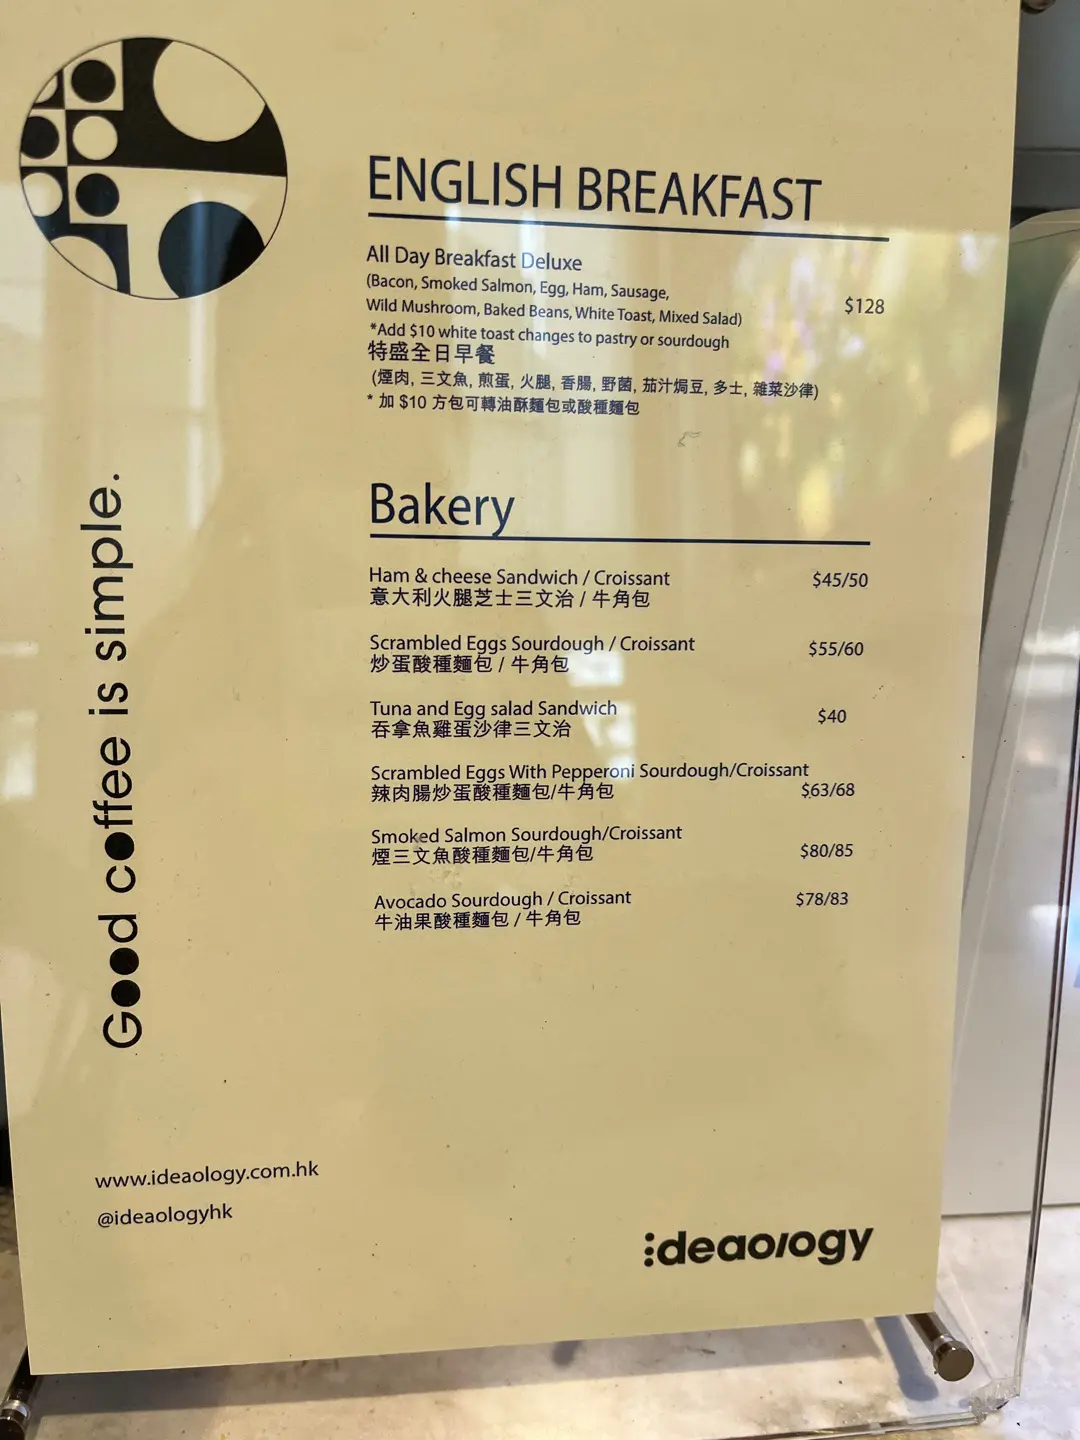 ENGLISH BREAKFAST
All Day Breakfast Deluxe
(Bacon, Smoked Salmon, Egg, Ham, Sausage,
Wild Mushroom, Baked Beans, White Toast, Mixed Salad)
$128
*Add $10 white toast changes to pastry or sourdough
特盛全日早餐
(煙肉, 三文魚, 煎蛋, 火腿, 香腸, 野菌, 茄汁焗豆, 多士, 雜菜沙律)
* 加 $10 方包可轉油酥麵包或酸種麵包
Bakery
Ham & cheese Sandwich / Croissant $45/50
意大利火腿芝士三文治 / 牛角包
Scrambled Eggs Sourdough / Croissant $55/60
炒蛋酸種麵包 / 牛角包
Tuna and Egg salad Sandwich $40
吞拿魚雞蛋沙律三文治
Scrambled Eggs With Pepperoni Sourdough/Croissant
辣肉腸炒蛋酸種麵包/牛角包 $63/68
Smoked Salmon Sourdough/Croissant $80/85
煙三文魚酸種麵包/牛角包
Avocado Sourdough / Croissant $78/83
牛油果酸種麵包 / 牛角包
Good coffee is simple.
www.ideaology.com.hk
@ideaologyhk
ideaology